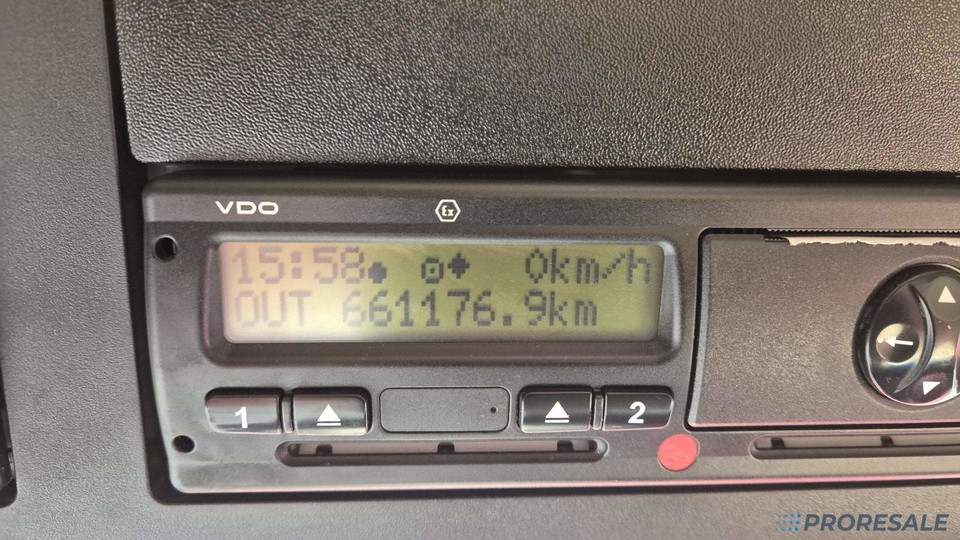 VDO
Ex
15:58 0km/h
OUT 661176.9km
1 2
PRORESALE